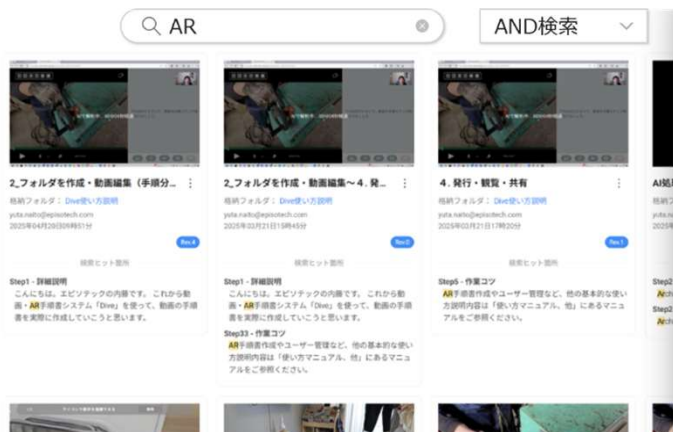 AR
AND検索
2_フォルダを作成・動画編集（手順分...
格納フォルダ： Dive使い方説明
yuta.naito@episotech.com
2025年04月28日09時51分
Rev.4
検索ヒット箇所
Step1 - 詳細説明
こんにちは。エピソテックの内藤です。 これから動
画・AR手順書システム「Dive」を使って、動画の手順
書を実際に作成していこうと思います。
2_フォルダを作成・動画編集～４. 発...
格納フォルダ： Dive使い方説明
yuta.naito@episotech.com
2025年03月21日15時45分
検索ヒット箇所
Step1 - 詳細説明
こんにちは。エピソテックの内藤です。 これから動
画・AR手順書システム「Dive」を使って、動画の手順
書を実際に作成していこうと思います。
Step33 - 作業コツ
AR手順書作成やユーザー管理など、他の基本的な使い
方説明内容は「使い方マニュアル、他」にあるマニュ
アルをご参照ください。
４. 発行・観覧・共有
格納フォルダ： Dive使い方説明
yuta.naito@episotech.com
2025年03月21日17時20分
Rev.1
検索ヒット箇所
Step5 - 作業コツ
AR手順書作成やユーザー管理など、他の基本的な使い
方説明内容は「使い方マニュアル、他」にあるマニュ
アルをご参照ください。
AI処
格納フ
yuta.n
2025年
Step2
Arch
Step2
Arch